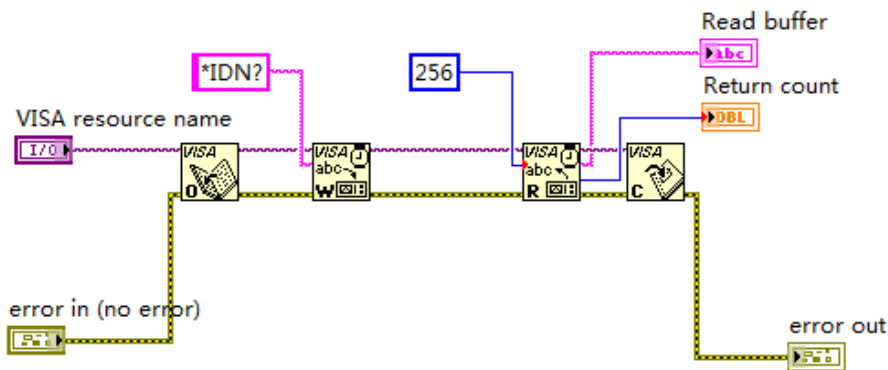 Read buffer
abc
*IDN?
256
Return count
DBL
VISA resource name
I/O
VISA
O
VISA
abc
W
VISA
abc
R
VISA
C
error in (no error)
error out